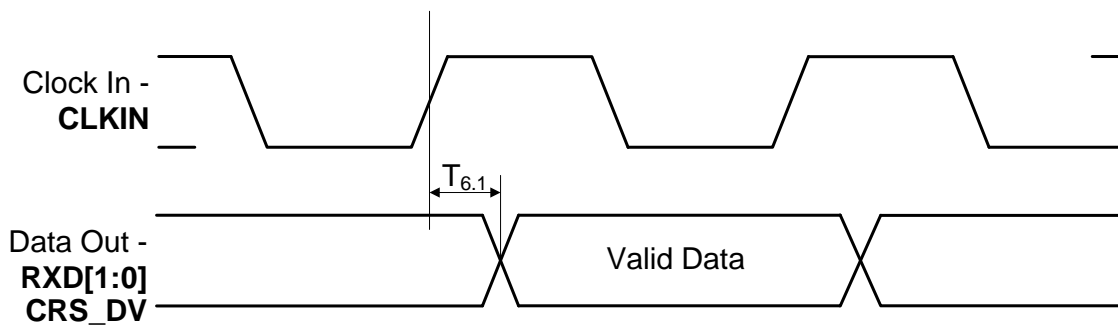 Clock In -
CLKIN
T6.1
Data Out -
RXD[1:0]
CRS_DV
Valid Data